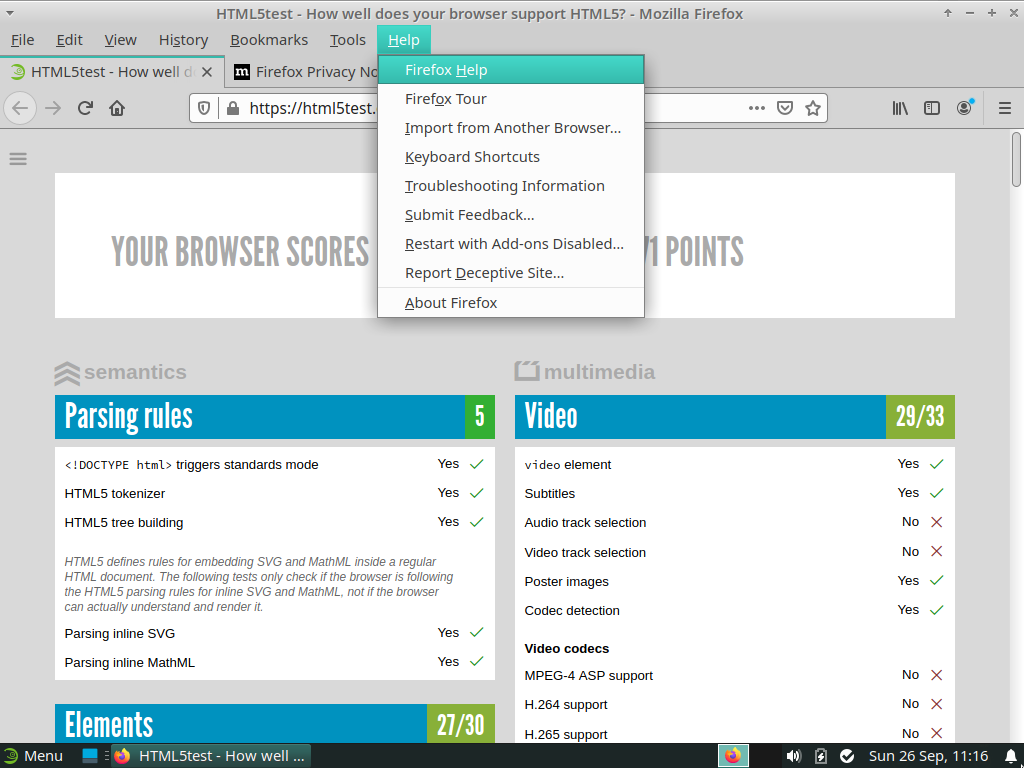 HTML5test - How well does your browser support HTML5? - Mozilla Firefox
File Edit View History Bookmarks Tools Help
HTML5test - How well d
Firefox Privacy No
https://html5test.
Firefox Help
Firefox Tour
Import from Another Browser...
Keyboard Shortcuts
Troubleshooting Information
Submit Feedback...
Restart with Add-ons Disabled...
Report Deceptive Site...
About Firefox
YOUR BROWSER SCORES 71 POINTS
semantics
Parsing rules 5
<!DOCTYPE html> triggers standards mode Yes
HTML5 tokenizer Yes
HTML5 tree building Yes
HTML5 defines rules for embedding SVG and MathML inside a regular
HTML document. The following tests only check if the browser is following
the HTML5 parsing rules for inline SVG and MathML, not if the browser
can actually understand and render it.
Parsing inline SVG Yes
Parsing inline MathML Yes
Elements 27/30
multimedia
Video 29/33
video element Yes
Subtitles Yes
Audio track selection No
Video track selection No
Poster images Yes
Codec detection Yes
Video codecs
MPEG-4 ASP support No
H.264 support No
H.265 support No
Menu
HTML5test - How well ...
Sun 26 Sep, 11:16